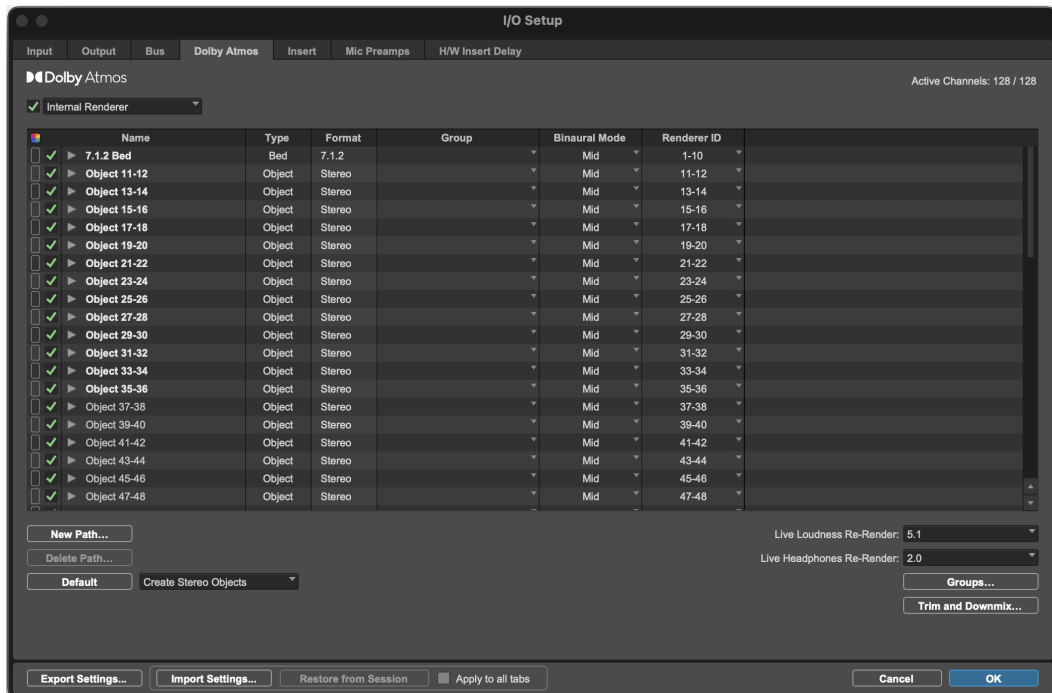 I/O Setup
Input Output Bus Dolby Atmos Insert Mic Preamps H/W Insert Delay
Dolby Atmos
Active Channels: 128 / 128
Internal Renderer
Name Type Format Group Binaural Mode Renderer ID
7.1.2 Bed Bed 7.1.2 Mid 1-10
Object 11-12 Object Stereo Mid 11-12
Object 13-14 Object Stereo Mid 13-14
Object 15-16 Object Stereo Mid 15-16
Object 17-18 Object Stereo Mid 17-18
Object 19-20 Object Stereo Mid 19-20
Object 21-22 Object Stereo Mid 21-22
Object 23-24 Object Stereo Mid 23-24
Object 25-26 Object Stereo Mid 25-26
Object 27-28 Object Stereo Mid 27-28
Object 29-30 Object Stereo Mid 29-30
Object 31-32 Object Stereo Mid 31-32
Object 33-34 Object Stereo Mid 33-34
Object 35-36 Object Stereo Mid 35-36
Object 37-38 Object Stereo Mid 37-38
Object 39-40 Object Stereo Mid 39-40
Object 41-42 Object Stereo Mid 41-42
Object 43-44 Object Stereo Mid 43-44
Object 45-46 Object Stereo Mid 45-46
Object 47-48 Object Stereo Mid 47-48
New Path... Live Loudness Re-Render: 5.1
Delete Path... Live Headphones Re-Render: 2.0
Default Create Stereo Objects Groups...
Trim and Downmix...
Export Settings... Import Settings... Restore from Session Apply to all tabs Cancel OK